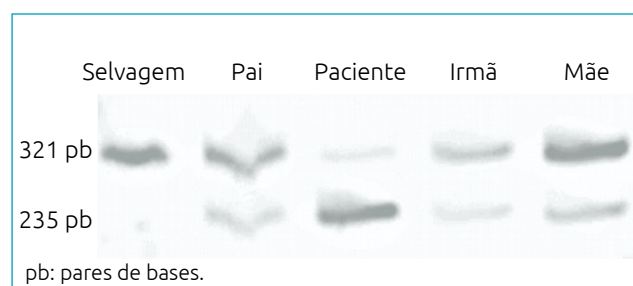 Selvagem Pai Paciente Irmã Mãe
321 pb
235 pb
pb: pares de bases.